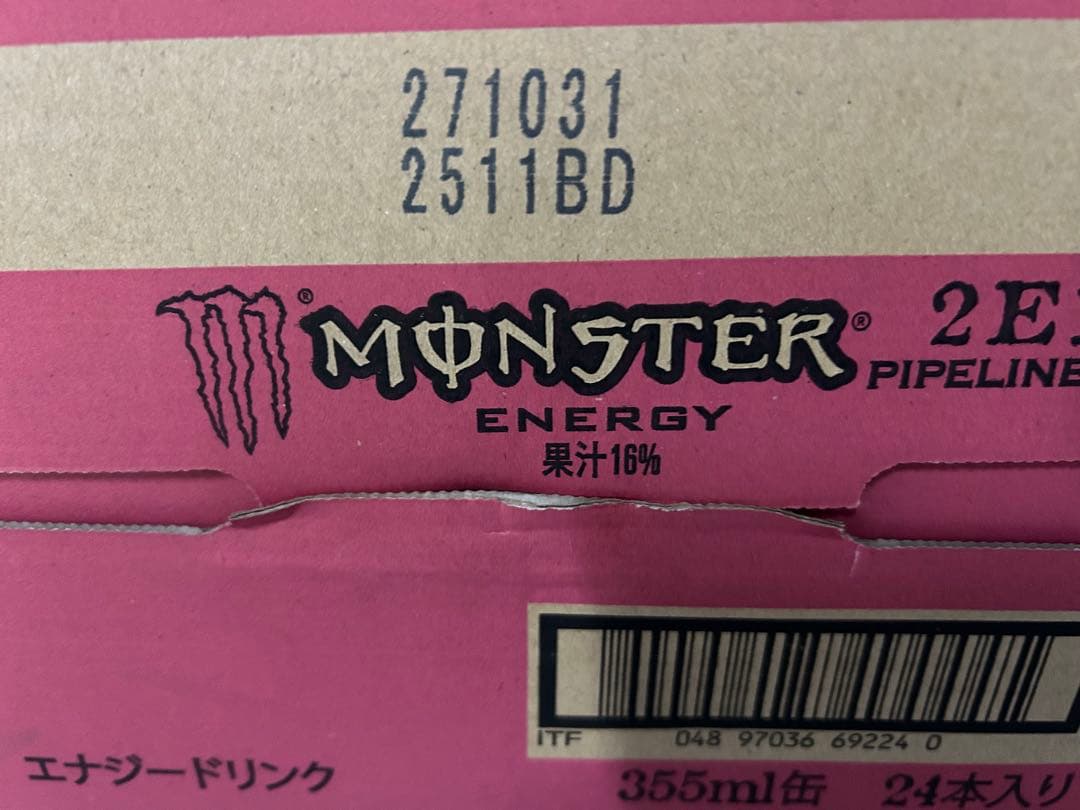 271031
2511BD
® MONSTER ® 2E
ENERGY PIPELINE
果汁16%
ITF 048 97036 69224 0
エナジードリンク
355ml缶 24本入り